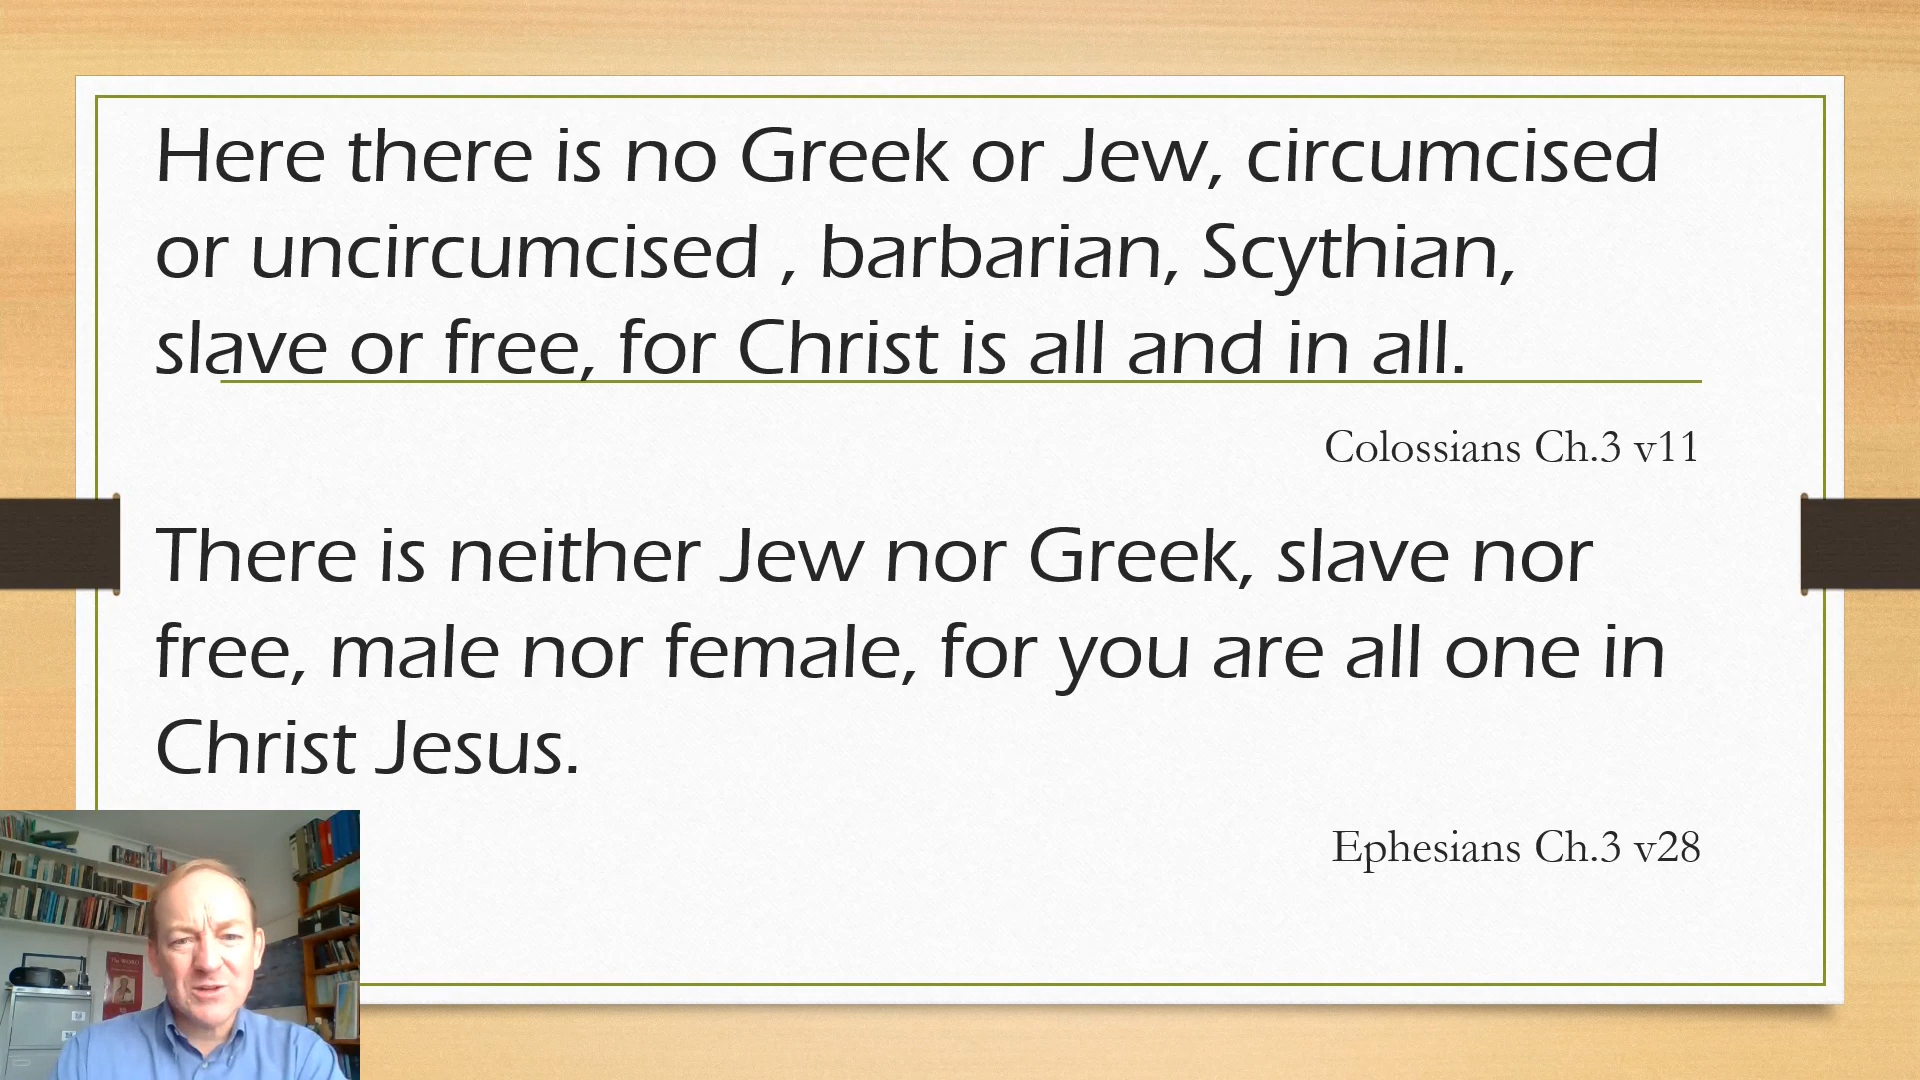 Here there is no Greek or Jew, circumcised
or uncircumcised , barbarian, Scythian,
slave or free, for Christ is all and in all.
Colossians Ch.3 v11
There is neither Jew nor Greek, slave nor
free, male nor female, for you are all one in
Christ Jesus.
Ephesians Ch.3 v28